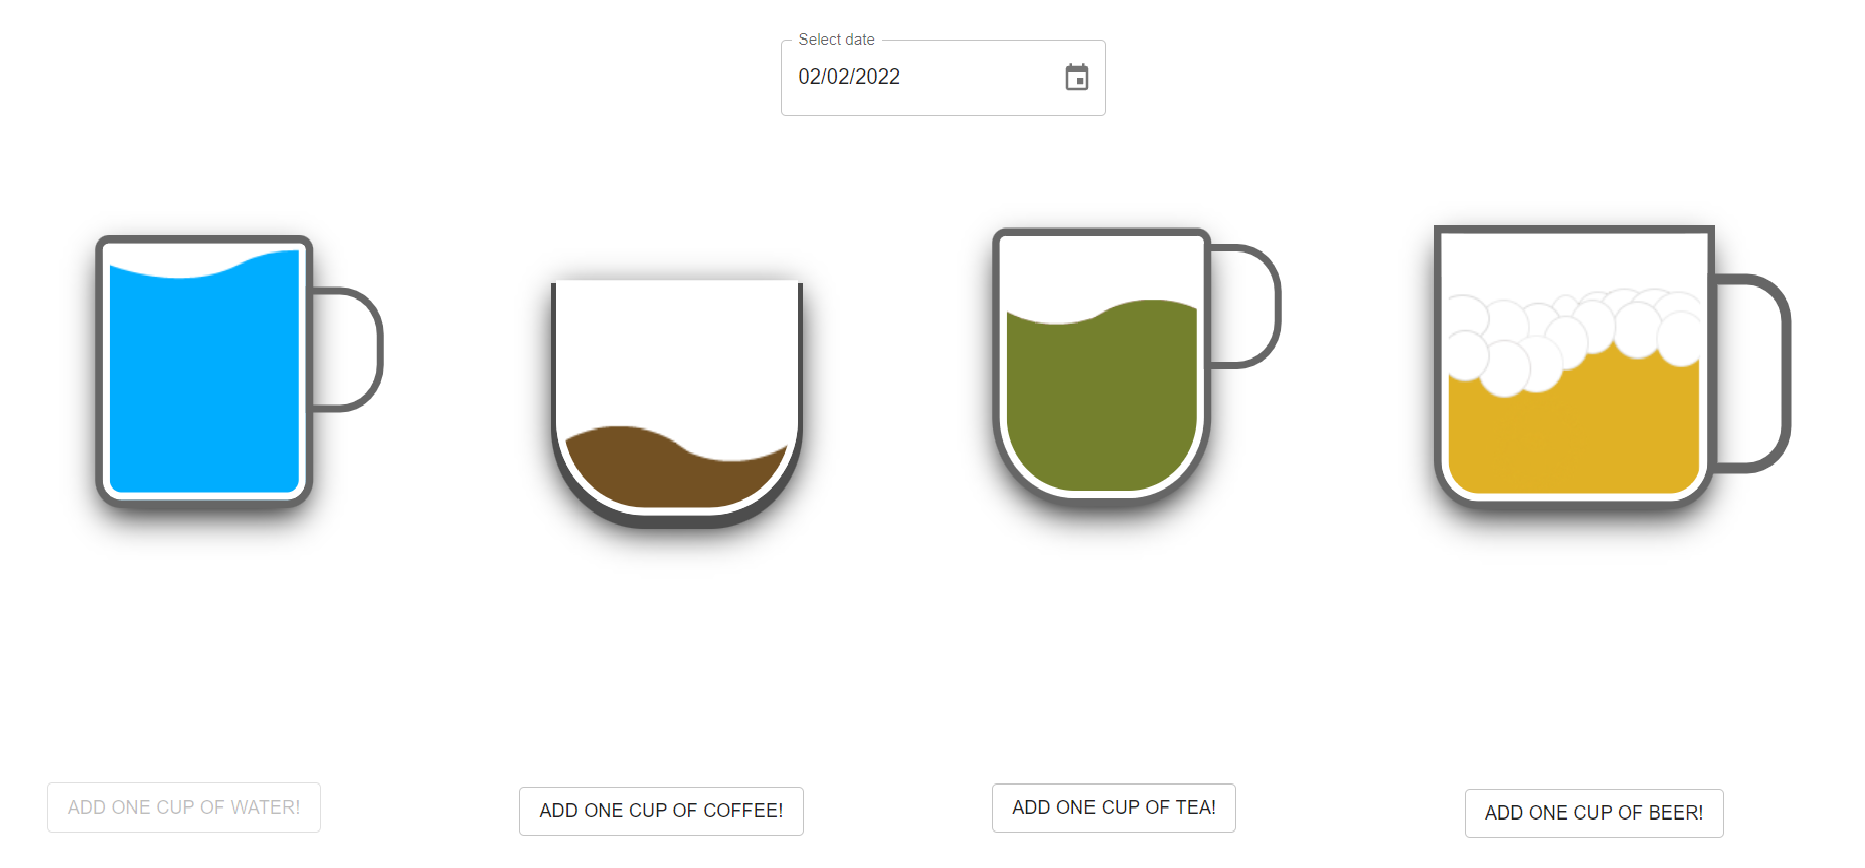 Select date
02/02/2022
ADD ONE CUP OF WATER!
ADD ONE CUP OF COFFEE!
ADD ONE CUP OF TEA!
ADD ONE CUP OF BEER!